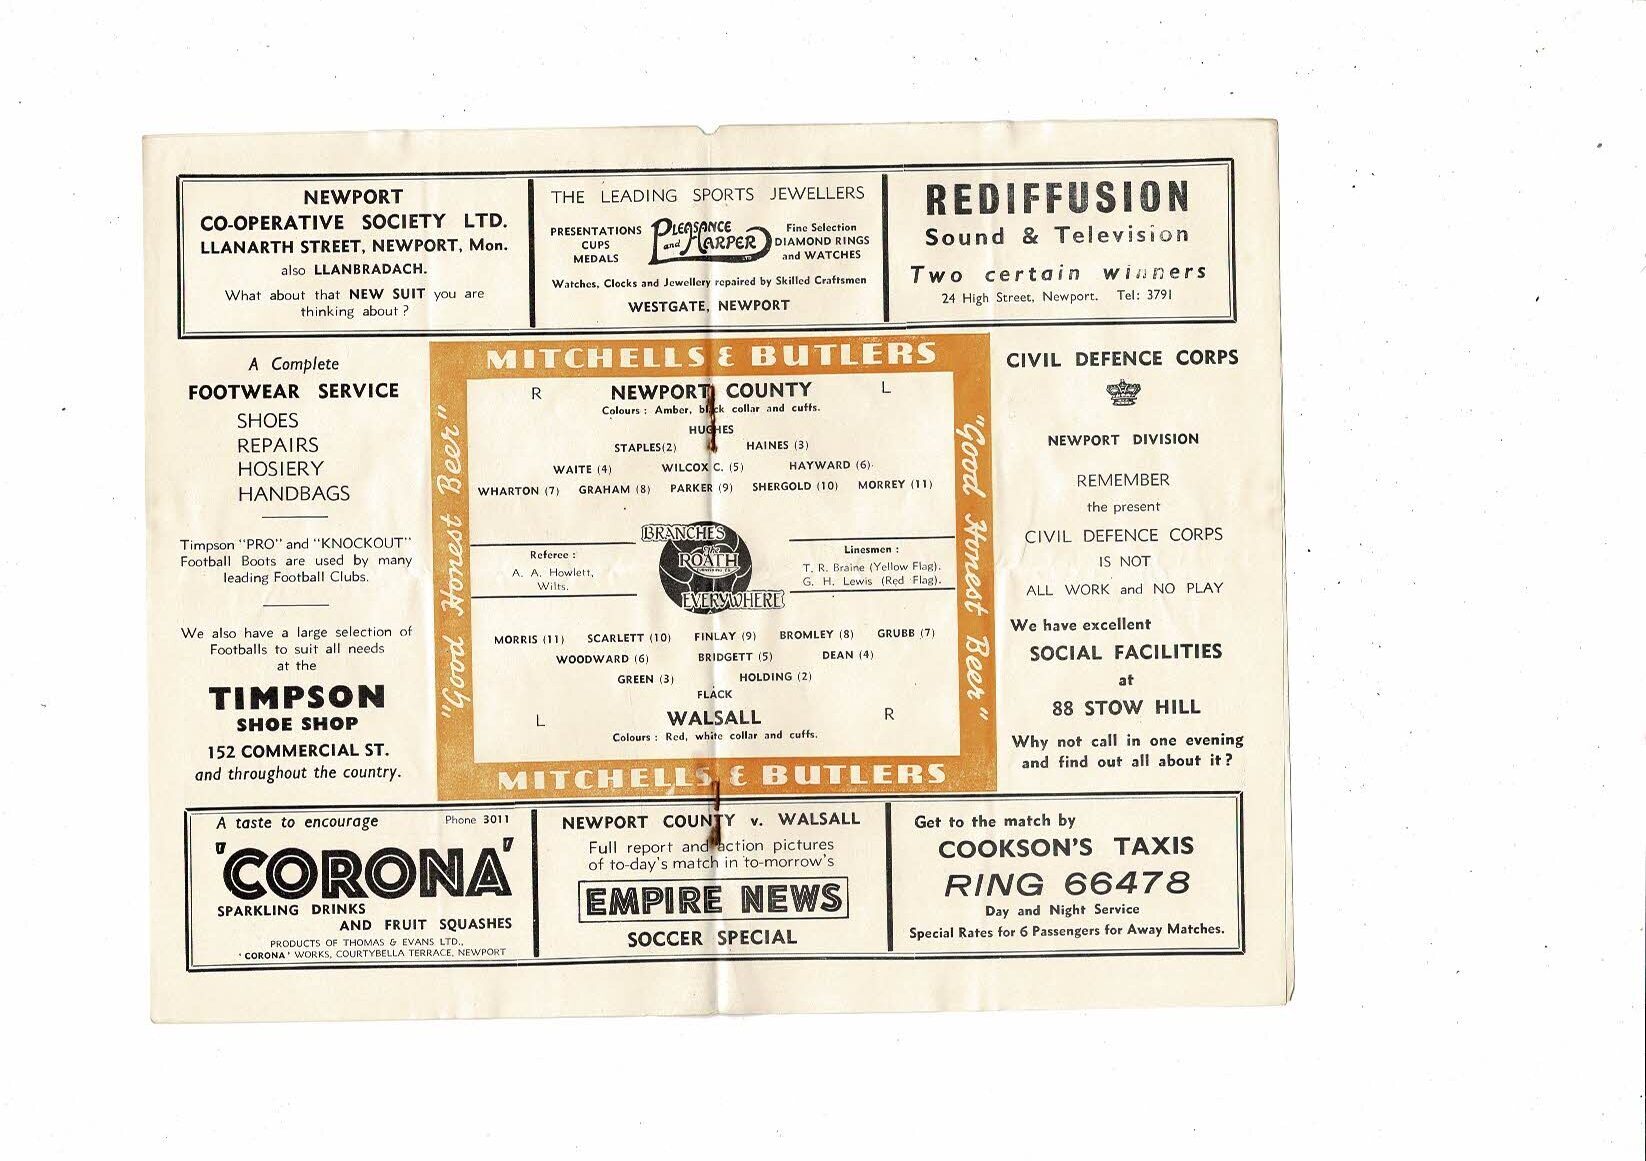 NEWPORT
CO-OPERATIVE SOCIETY LTD.
LLANARTH STREET, NEWPORT, Mon.
also LLANBRADACH.
What about that NEW SUIT you are
thinking about ?
THE LEADING SPORTS JEWELLERS
PRESENTATIONS
CUPS
MEDALS
PLEASANCE
and HARPER LTD
Fine Selection
DIAMOND RINGS
and WATCHES
Watches, Clocks and Jewellery repaired by Skilled Craftsmen
WESTGATE, NEWPORT
REDIFFUSION
Sound & Television
Two certain winners
24 High Street, Newport. Tel: 3791
A Complete
FOOTWEAR SERVICE
SHOES
REPAIRS
HOSIERY
HANDBAGS
Timpson "PRO" and "KNOCKOUT"
Football Boots are used by many
leading Football Clubs.
We also have a large selection of
Footballs to suit all needs
at the
TIMPSON
SHOE SHOP
152 COMMERCIAL ST.
and throughout the country.
MITCHELLS & BUTLERS
"Good Honest Beer"
R NEWPORT COUNTY L
Colours : Amber, black collar and cuffs.
HUGHES
STAPLES(2) HAINES (3)
WAITE (4) WILCOX C. (5) HAYWARD (6)
WHARTON (7) GRAHAM (8) PARKER (9) SHERGOLD (10) MORREY (11)
Referee :
A. A. Howlett,
Wilts.
BRANCHES
The
ROATH
EVERYWHERE
Linesmen :
T. R. Braine (Yellow Flag).
G. H. Lewis (Red Flag).
MORRIS (11) SCARLETT (10) FINLAY (9) BROMLEY (8) GRUBB (7)
WOODWARD (6) BRIDGETT (5) DEAN (4)
GREEN (3) HOLDING (2)
FLACK
L WALSALL R
Colours : Red, white collar and cuffs.
"Good Honest Beer"
MITCHELLS & BUTLERS
CIVIL DEFENCE CORPS
NEWPORT DIVISION
REMEMBER
the present
CIVIL DEFENCE CORPS
IS NOT
ALL WORK and NO PLAY
We have excellent
SOCIAL FACILITIES
at
88 STOW HILL
Why not call in one evening
and find out all about it ?
A taste to encourage Phone 3011
'CORONA'
SPARKLING DRINKS
AND FRUIT SQUASHES
PRODUCTS OF THOMAS & EVANS LTD.,
'CORONA' WORKS, COURTYBELLA TERRACE, NEWPORT
NEWPORT COUNTY v. WALSALL
Full report and action pictures
of to-day's match in to-morrow's
EMPIRE NEWS
SOCCER SPECIAL
Get to the match by
COOKSON'S TAXIS
RING 66478
Day and Night Service
Special Rates for 6 Passengers for Away Matches.